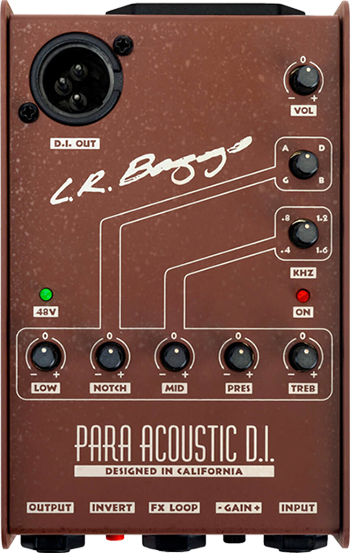 0
- +
VOL
D.I. OUT
L.R. Baggs
A D
G B
.8 1.2
.4 1.6
KHZ
48V
ON
0 0 0 0 0
- + - + - + - + - +
LOW NOTCH MID PRES TREB
PARA ACOUSTIC D.I.
DESIGNED IN CALIFORNIA
OUTPUT INVERT FX LOOP - GAIN + INPUT